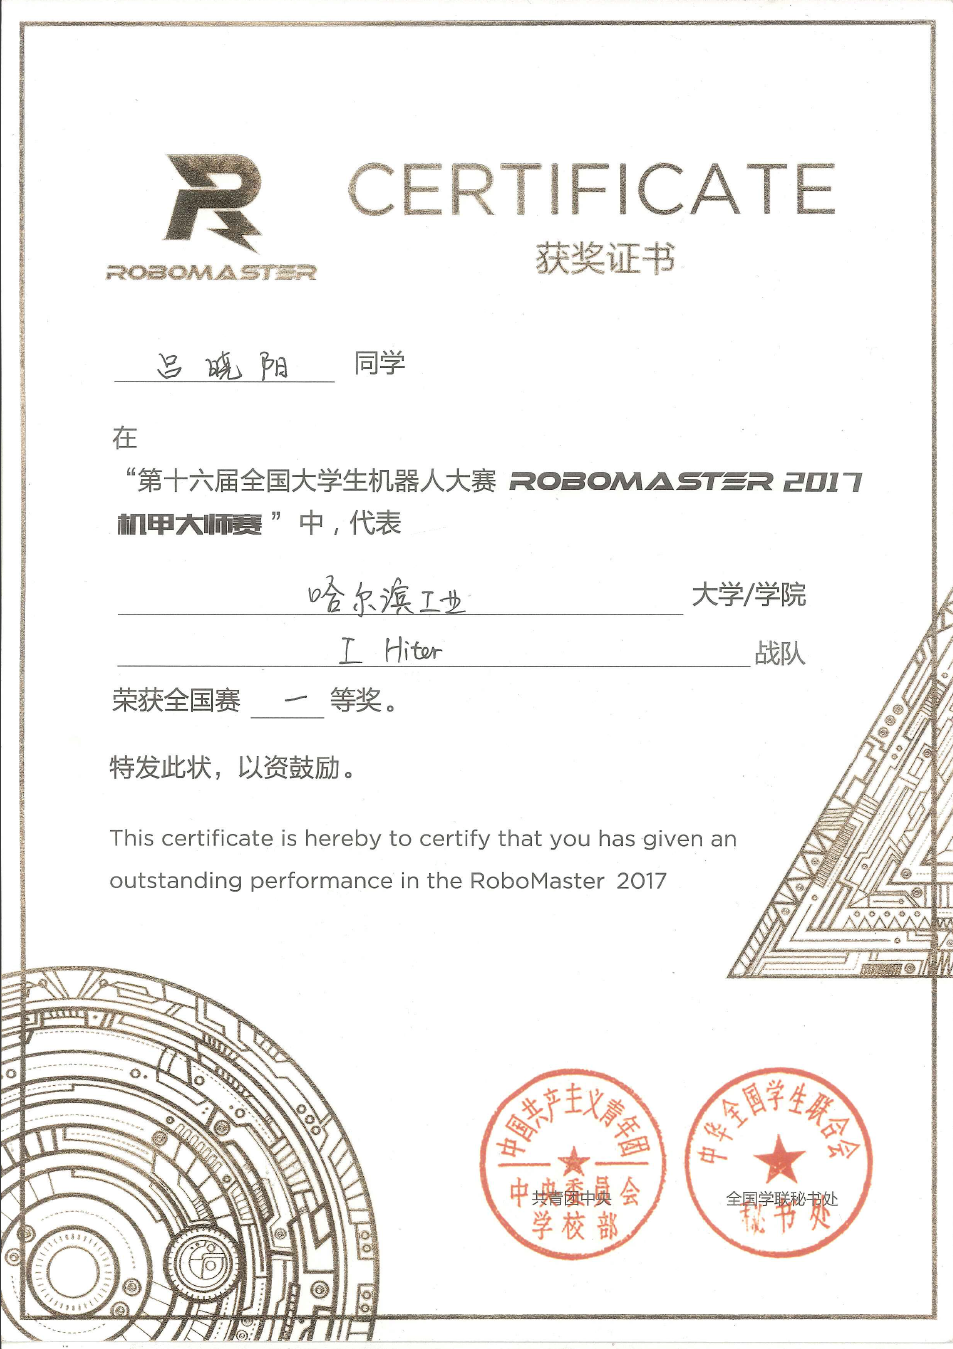 ROBOMASTER
CERTIFICATE
获奖证书
吕晓阳 同学
在
“第十六届全国大学生机器人大赛 ROBOMASTER 2017
机甲大师赛”中，代表
哈尔滨工业 大学/学院
I Hiter 战队
荣获全国赛 一 等奖。
特发此状，以资鼓励。
This certificate is hereby to certify that you has given an
outstanding performance in the RoboMaster 2017
中国共产主义青年团
中央委员会
学校部
共青团中央
中华全国学生联合会
秘书处
全国学联秘书处